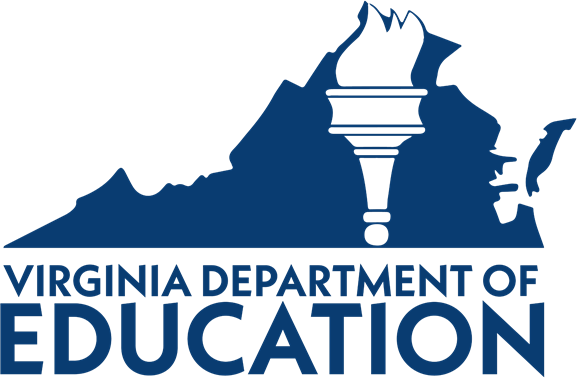 VIRGINIA DEPARTMENT OF
EDUCATION